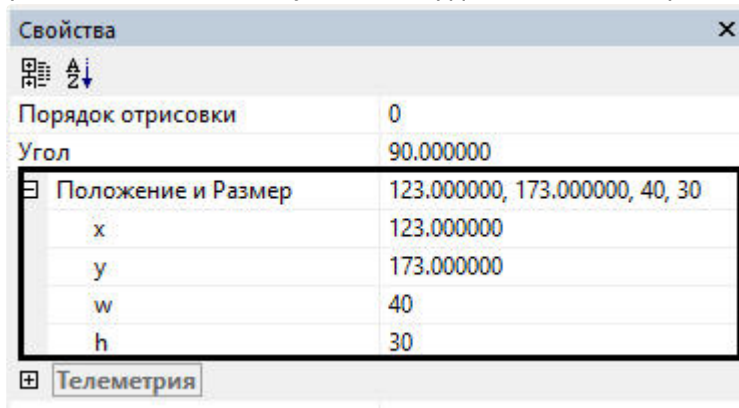 Свойства
Порядок отрисовки 0
Угол 90.000000
Положение и Размер 123.000000, 173.000000, 40, 30
x 123.000000
y 173.000000
w 40
h 30
Телеметрия